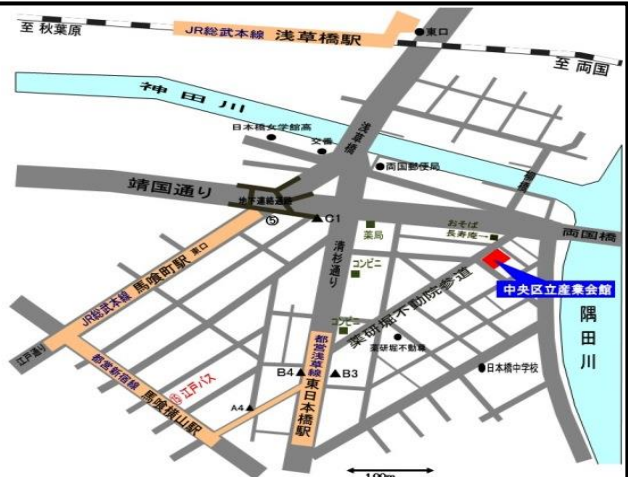 至 秋葉原
JR総武本線 浅草橋駅
東口
至 両国
神田川
日本橋女学館高
交番
浅草橋
両国郵便局
靖国通り
地下連絡通路
⑤
C1
薬局
おそば
長寿庵→
両国橋
清杉通り
コンビニ
中央区立産業会館
JR総武本線 馬喰町駅 東口
薬研堀不動院参道
隅田川
コンビニ
薬研堀不動尊
江戸通り
都営新宿線 馬喰横山駅
⑮江戸バス
都営浅草線 東日本橋駅
B4
B3
日本橋中学校
A4
100m